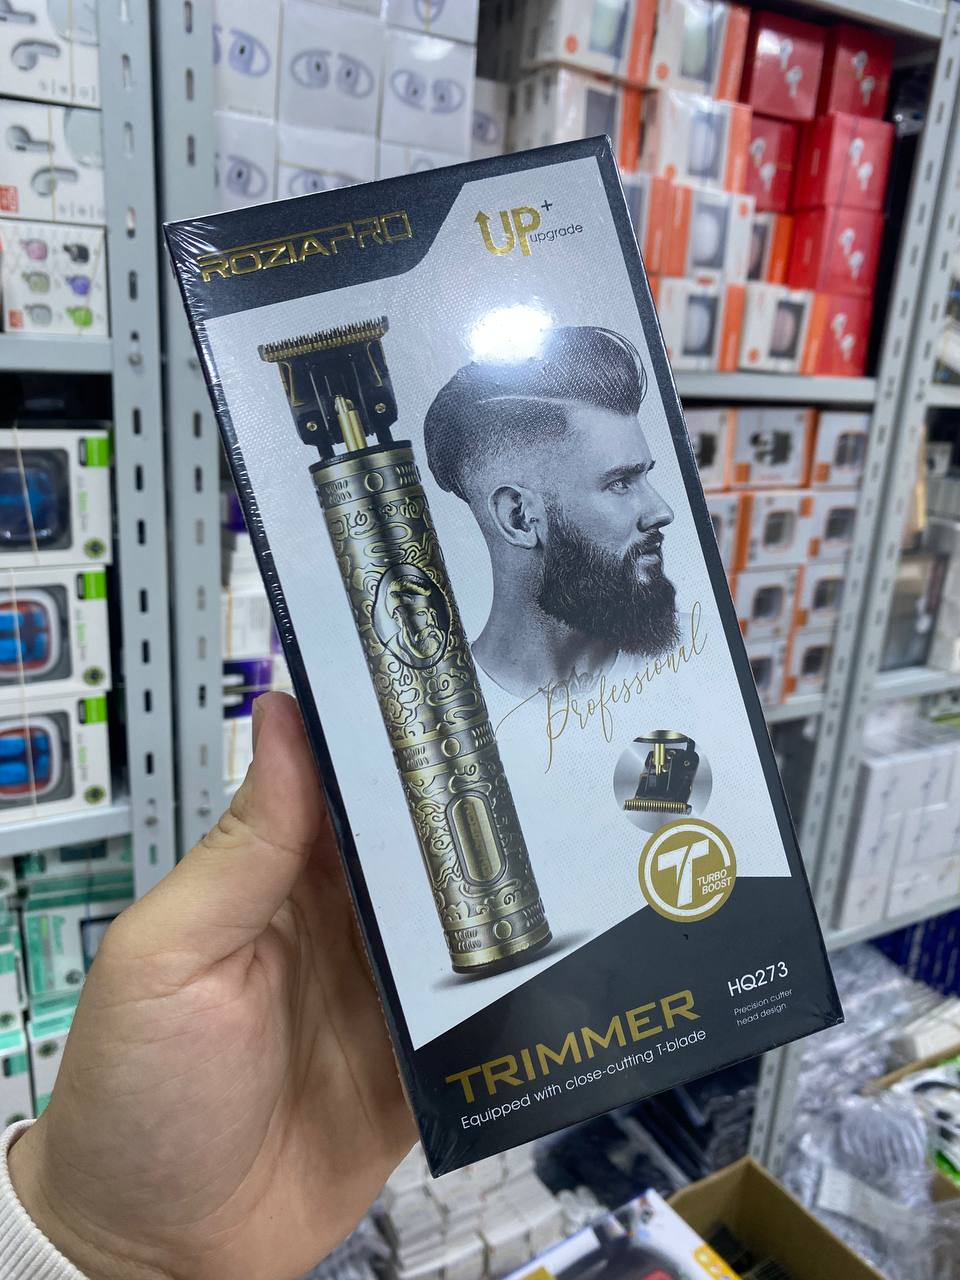 ROZIAPRO
UP+
upgrade
Professional
TURBO
BOOST
HQ273
Precision cutter
head design
TRIMMER
Equipped with close-cutting T-blade